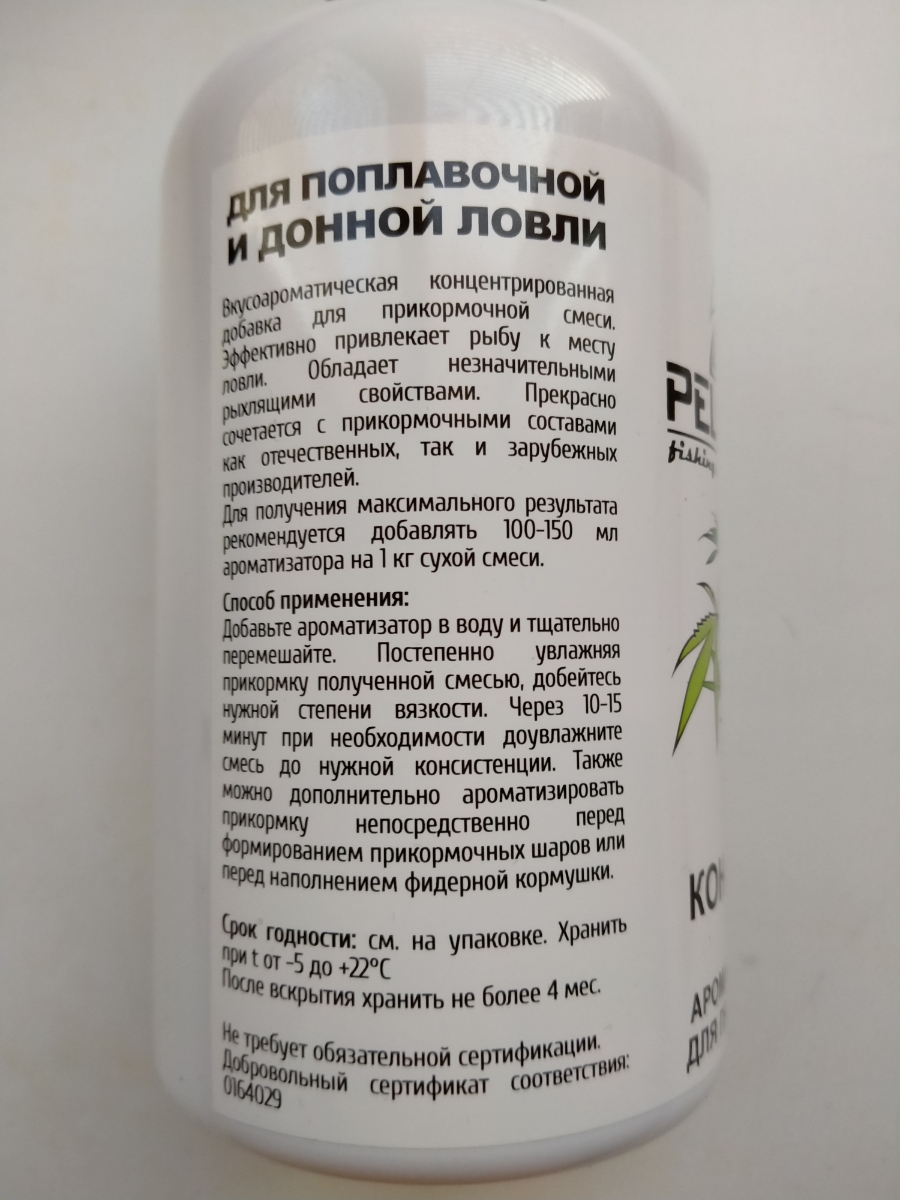 ДЛЯ ПОПЛАВОЧНОЙ
И ДОННОЙ ЛОВЛИ
Вкусоароматическая концентрированная
добавка для прикормочной смеси.
Эффективно привлекает рыбу к месту
ловли. Обладает незначительными
рыхлящими свойствами. Прекрасно
сочетается с прикормочными составами
как отечественных, так и зарубежных
производителей.
Для получения максимального результата
рекомендуется добавлять 100-150 мл
ароматизатора на 1 кг сухой смеси.
Способ применения:
Добавьте ароматизатор в воду и тщательно
перемешайте. Постепенно увлажняя
прикормку полученной смесью, добейтесь
нужной степени вязкости. Через 10-15
минут при необходимости доувлажните
смесь до нужной консистенции. Также
можно дополнительно ароматизировать
прикормку непосредственно перед
формированием прикормочных шаров или
перед наполнением фидерной кормушки.
Срок годности: см. на упаковке. Хранить
при t от -5 до +22°C
После вскрытия хранить не более 4 мес.
Не требует обязательной сертификации.
Добровольный сертификат соответствия:
0164029
fishing